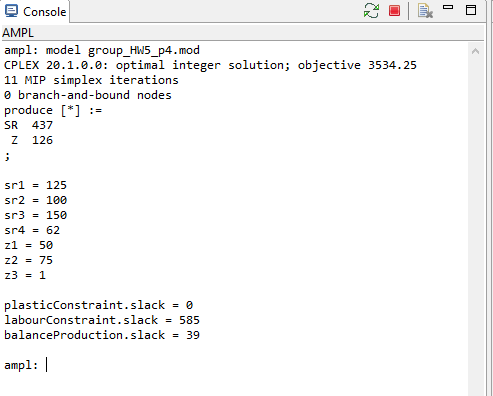 Console
AMPL
ampl: model group_HW5_p4.mod
CPLEX 20.1.0.0: optimal integer solution; objective 3534.25
11 MIP simplex iterations
0 branch-and-bound nodes
produce [*] :=
SR  437
 Z  126
;
sr1 = 125
sr2 = 100
sr3 = 150
sr4 = 62
z1 = 50
z2 = 75
z3 = 1
plasticConstraint.slack = 0
labourConstraint.slack = 585
balanceProduction.slack = 39
ampl: